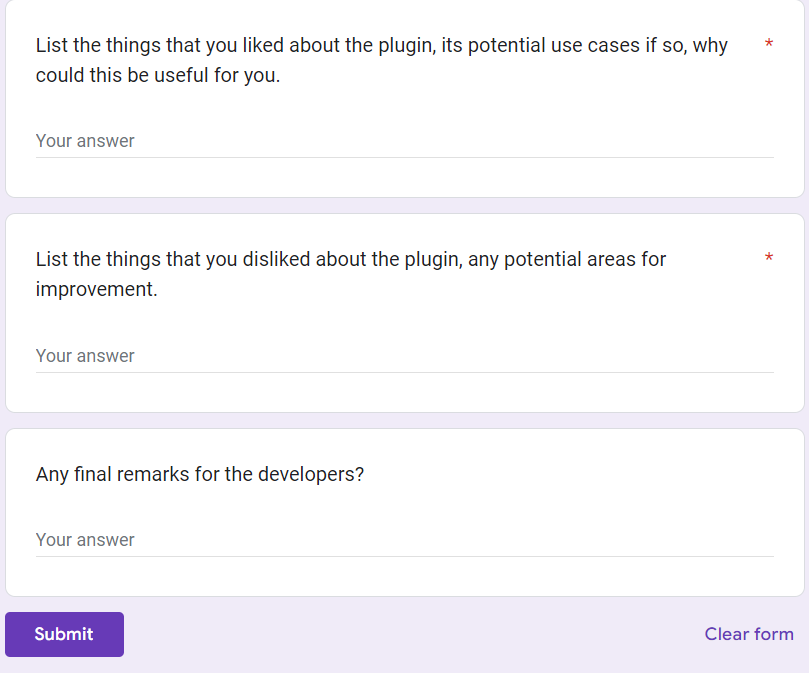 List the things that you liked about the plugin, its potential use cases if so, why *
could this be useful for you.
Your answer
List the things that you disliked about the plugin, any potential areas for *
improvement.
Your answer
Any final remarks for the developers?
Your answer
Submit Clear form